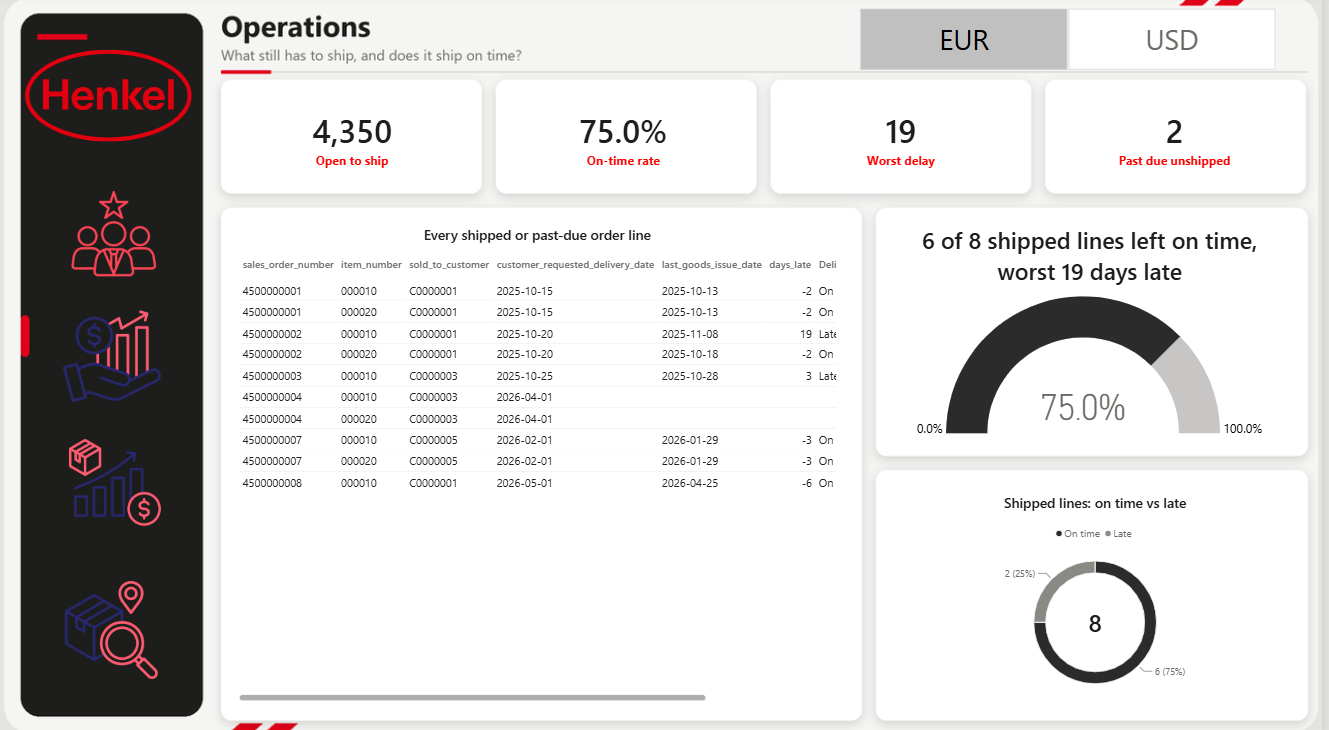 Henkel
Operations
What still has to ship, and does it ship on time?
EUR
USD
4,350
Open to ship
75.0%
On-time rate
19
Worst delay
2
Past due unshipped
Every shipped or past-due order line
sales_order_number item_number sold_to_customer customer_requested_delivery_date last_goods_issue_date days_late Deli
4500000001 000010 C0000001 2025-10-15 2025-10-13 -2 On
4500000001 000020 C0000001 2025-10-15 2025-10-13 -2 On
4500000002 000010 C0000001 2025-10-20 2025-11-08 19 Late
4500000002 000020 C0000001 2025-10-20 2025-10-18 -2 On
4500000003 000010 C0000003 2025-10-25 2025-10-28 3 Late
4500000004 000010 C0000003 2026-04-01
4500000004 000020 C0000003 2026-04-01
4500000007 000010 C0000005 2026-02-01 2026-01-29 -3 On
4500000007 000020 C0000005 2026-02-01 2026-01-29 -3 On
4500000008 000010 C0000001 2026-05-01 2026-04-25 -6 On
6 of 8 shipped lines left on time,
worst 19 days late
75.0%
0.0%
100.0%
Shipped lines: on time vs late
On time Late
2 (25%)
8
6 (75%)